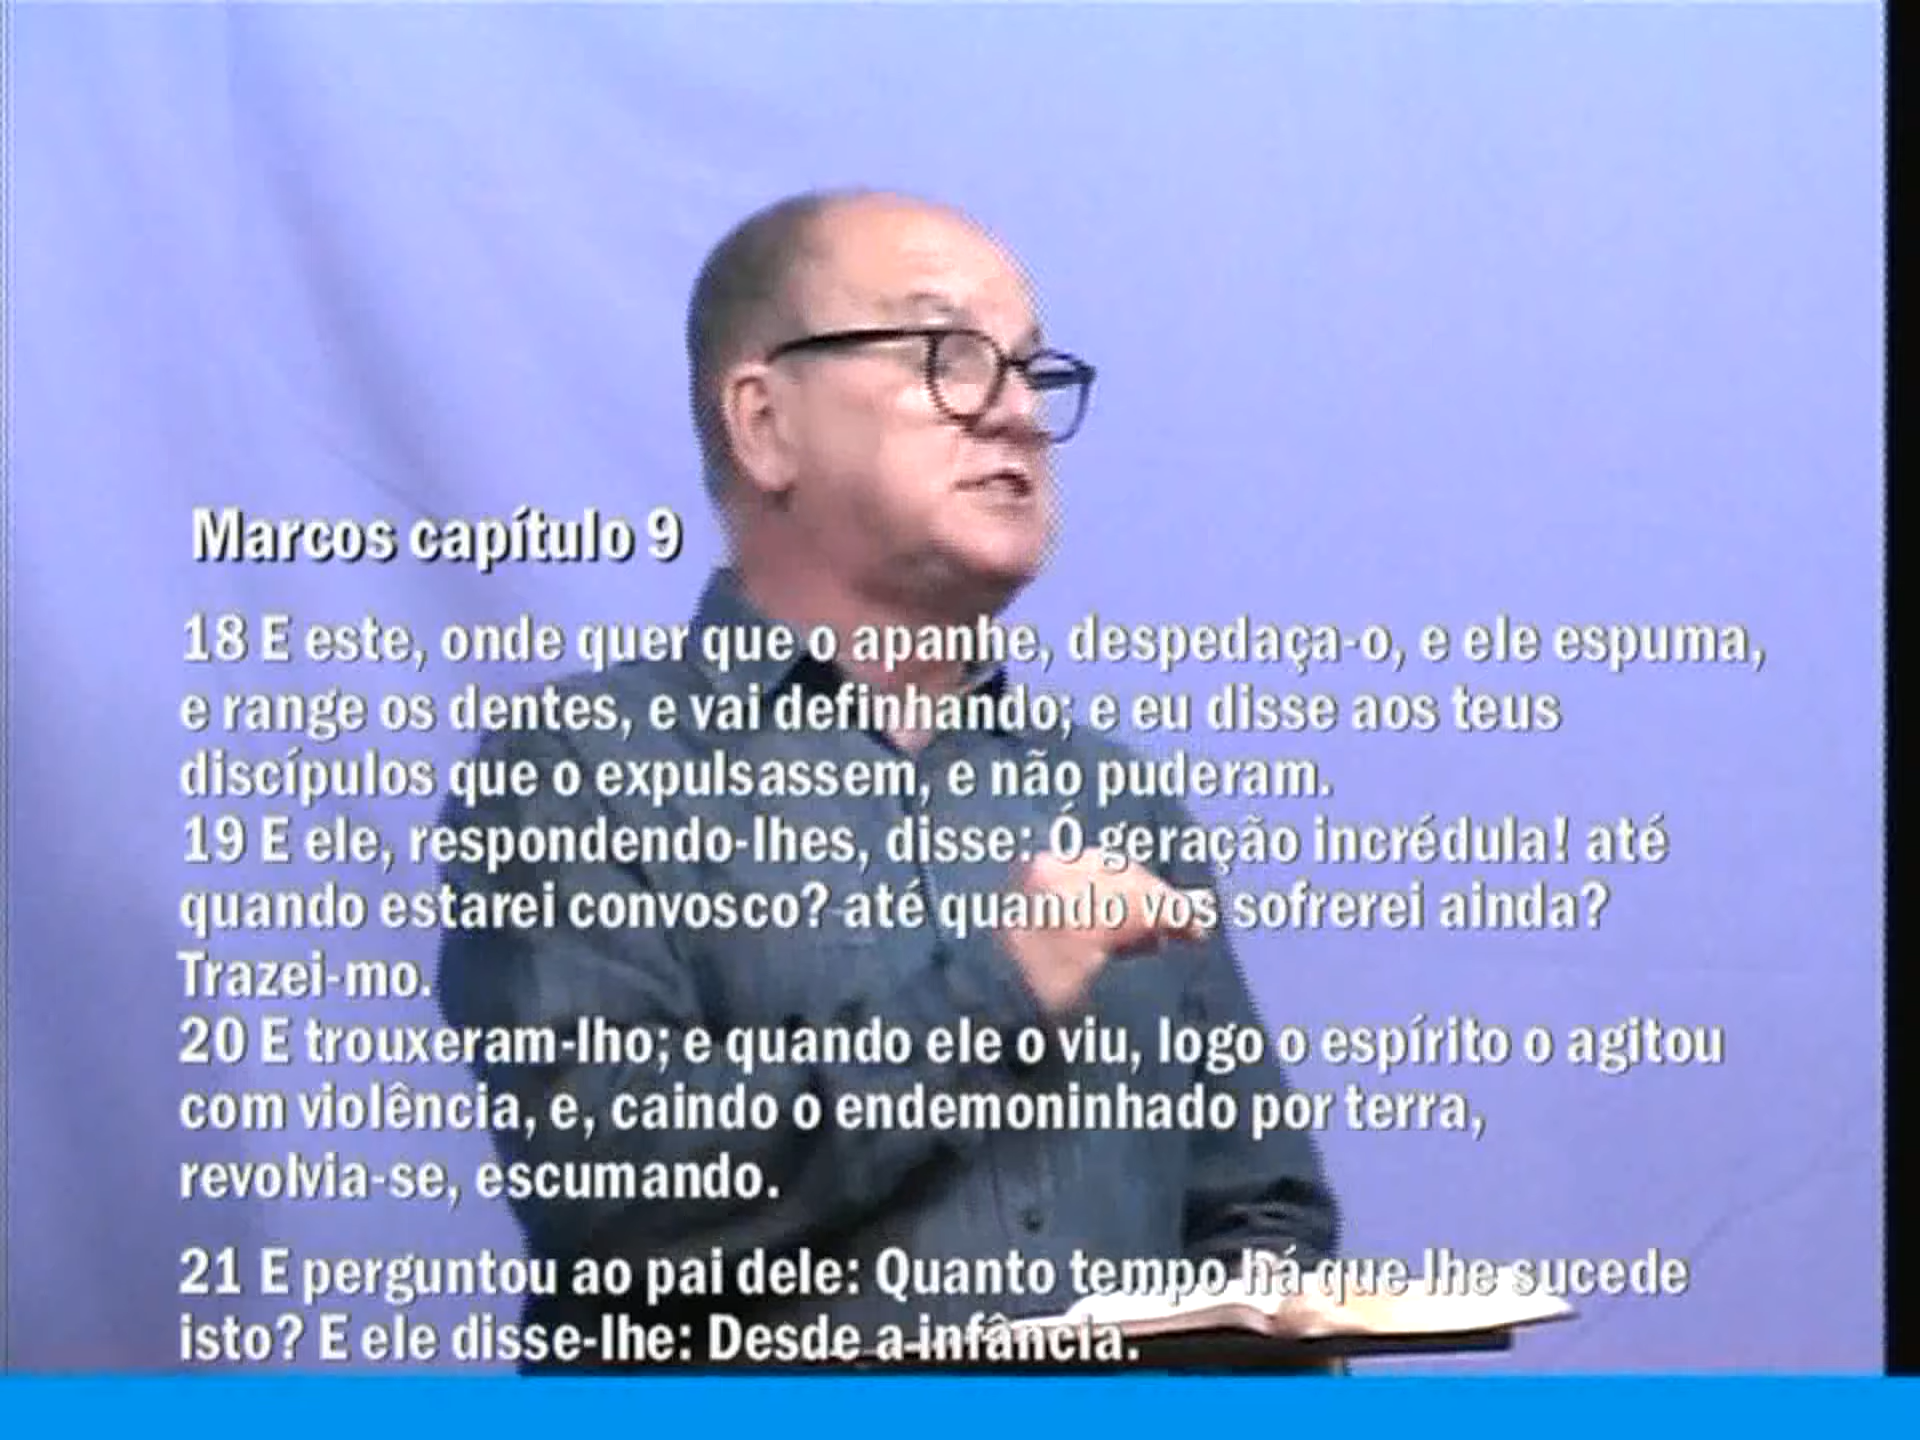 Marcos capítulo 9
18 E este, onde quer que o apanhe, despedaça-o, e ele espuma,
e range os dentes, e vai definhando; e eu disse aos teus
discípulos que o expulsassem, e não puderam.
19 E ele, respondendo-lhes, disse: Ó geração incrédula! até
quando estarei convosco? até quando vos sofrerei ainda?
Trazei-mo.
20 E trouxeram-lho; e quando ele o viu, logo o espírito o agitou
com violência, e, caindo o endemoninhado por terra,
revolvia-se, escumando.
21 E perguntou ao pai dele: Quanto tempo há que lhe sucede
isto? E ele disse-lhe: Desde a infância.